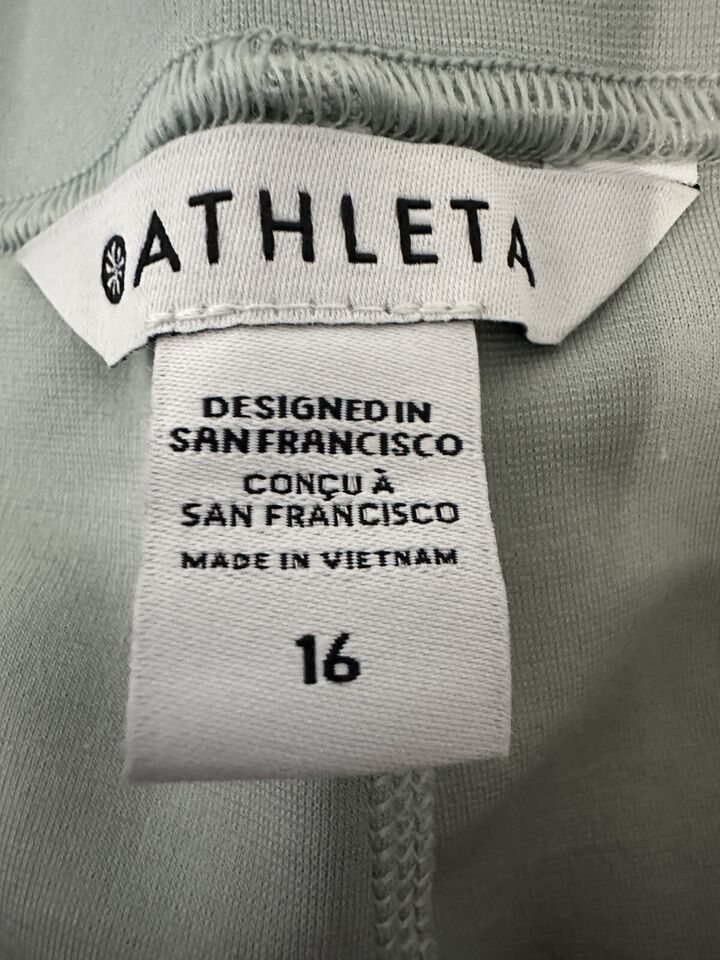 ATHLETA
DESIGNED IN
SAN FRANCISCO
CONÇU À
SAN FRANCISCO
MADE IN VIETNAM
16